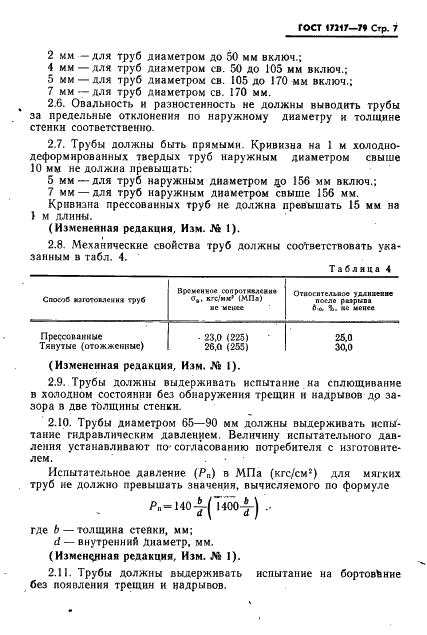 ГОСТ 17217—79 Стр. 7
2 мм — для труб диаметром до 50 мм включ.;
4 мм — для труб диаметром св. 50 до 105 мм включ.;
5 мм — для труб диаметром св. 105 до 170 мм включ.;
7 мм — для труб диаметром св. 170 мм.
2.6. Овальность и разностенность не должны выводить трубы
за предельные отклонения по наружному диаметру и толщине
стенки соответственно.
2.7. Трубы должны быть прямыми. Кривизна на 1 м холодно-
деформированных твердых труб наружным диаметром свыше
10 мм не должна превышать:
5 мм — для труб наружным диаметром до 156 мм включ.;
7 мм — для труб наружным диаметром свыше 156 мм.
Кривизна прессованных труб не должна превышать 15 мм на
1 м длины.
(Измененная редакция, Изм. № 1).
2.8. Механические свойства труб должны соответствовать ука-
занным в табл. 4.
Таблица 4
Способ изготовления труб
Временное сопротивление
σв, кгс/мм² (МПа)
не менее
Относительное удлинение
после разрыва
δ₁₀, %, не менее
Прессованные 23,0 (225) 25,0
Тянутые (отожженные) 26,0 (255) 30,0
(Измененная редакция, Изм. № 1).
2.9. Трубы должны выдерживать испытание на сплющивание
в холодном состоянии без обнаружения трещин и надрывов до за-
зора в две толщины стенки.
2.10. Трубы диаметром 65—90 мм должны выдерживать испы-
тание гидравлическим давлением. Величину испытательного дав-
ления устанавливают по согласованию потребителя с изготовите-
лем.
Испытательное давление (Pп) в МПа (кгс/см²) для мягких
труб не должно превышать значения, вычисляемого по формуле
Pп=140 b/d (1400 b/d).
где b — толщина стенки, мм;
d — внутренний диаметр, мм.
(Измененная редакция, Изм. № 1).
2.11. Трубы должны выдерживать испытание на бортование
без появления трещин и надрывов.